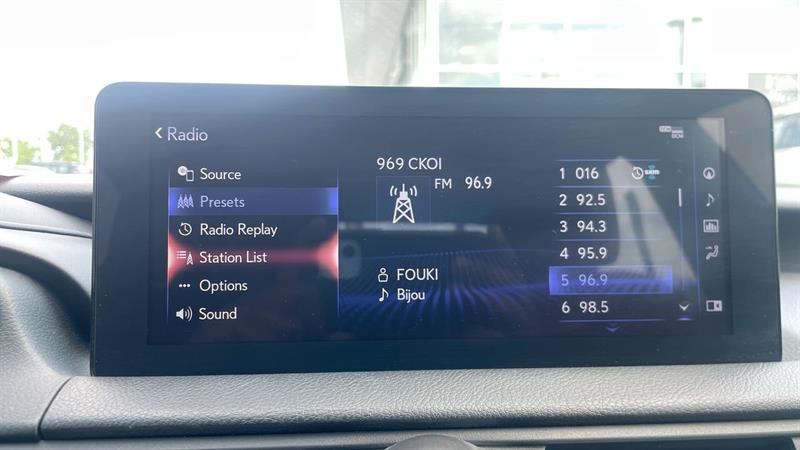 Radio
Source
Presets
Radio Replay
Station List
Options
Sound
969 CKOI
FM 96.9
FOUKI
Bijou
1 016 SXM
2 92.5
3 94.3
4 95.9
5 96.9
6 98.5